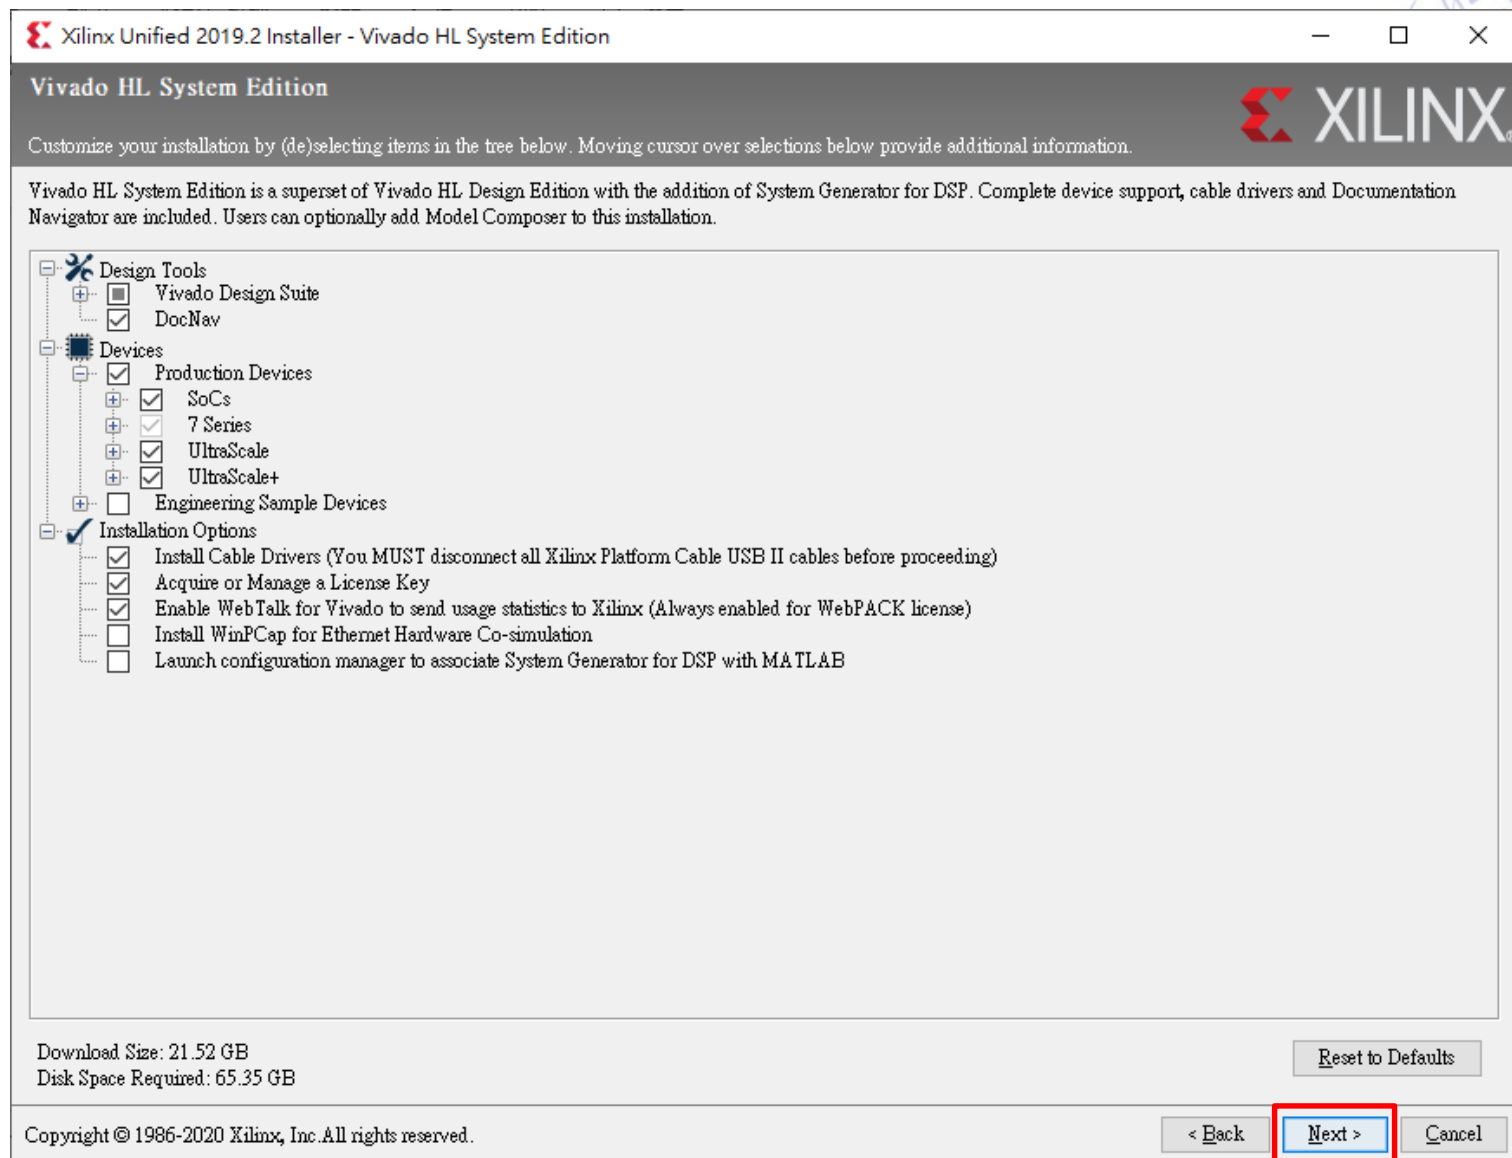 Xilinx Unified 2019.2 Installer - Vivado HL System Edition
Vivado HL System Edition
XILINX
Customize your installation by (de)selecting items in the tree below. Moving cursor over selections below provide additional information.
Vivado HL System Edition is a superset of Vivado HL Design Edition with the addition of System Generator for DSP. Complete device support, cable drivers and Documentation
Navigator are included. Users can optionally add Model Composer to this installation.
Design Tools
Vivado Design Suite
DocNav
Devices
Production Devices
SoCs
7 Series
UltraScale
UltraScale+
Engineering Sample Devices
Installation Options
Install Cable Drivers (You MUST disconnect all Xilinx Platform Cable USB II cables before proceeding)
Acquire or Manage a License Key
Enable WebTalk for Vivado to send usage statistics to Xilinx (Always enabled for WebPACK license)
Install WinPCap for Ethernet Hardware Co-simulation
Launch configuration manager to associate System Generator for DSP with MATLAB
Download Size: 21.52 GB
Disk Space Required: 65.35 GB
Reset to Defaults
Copyright © 1986-2020 Xilinx, Inc.All rights reserved.
< Back
Next >
Cancel